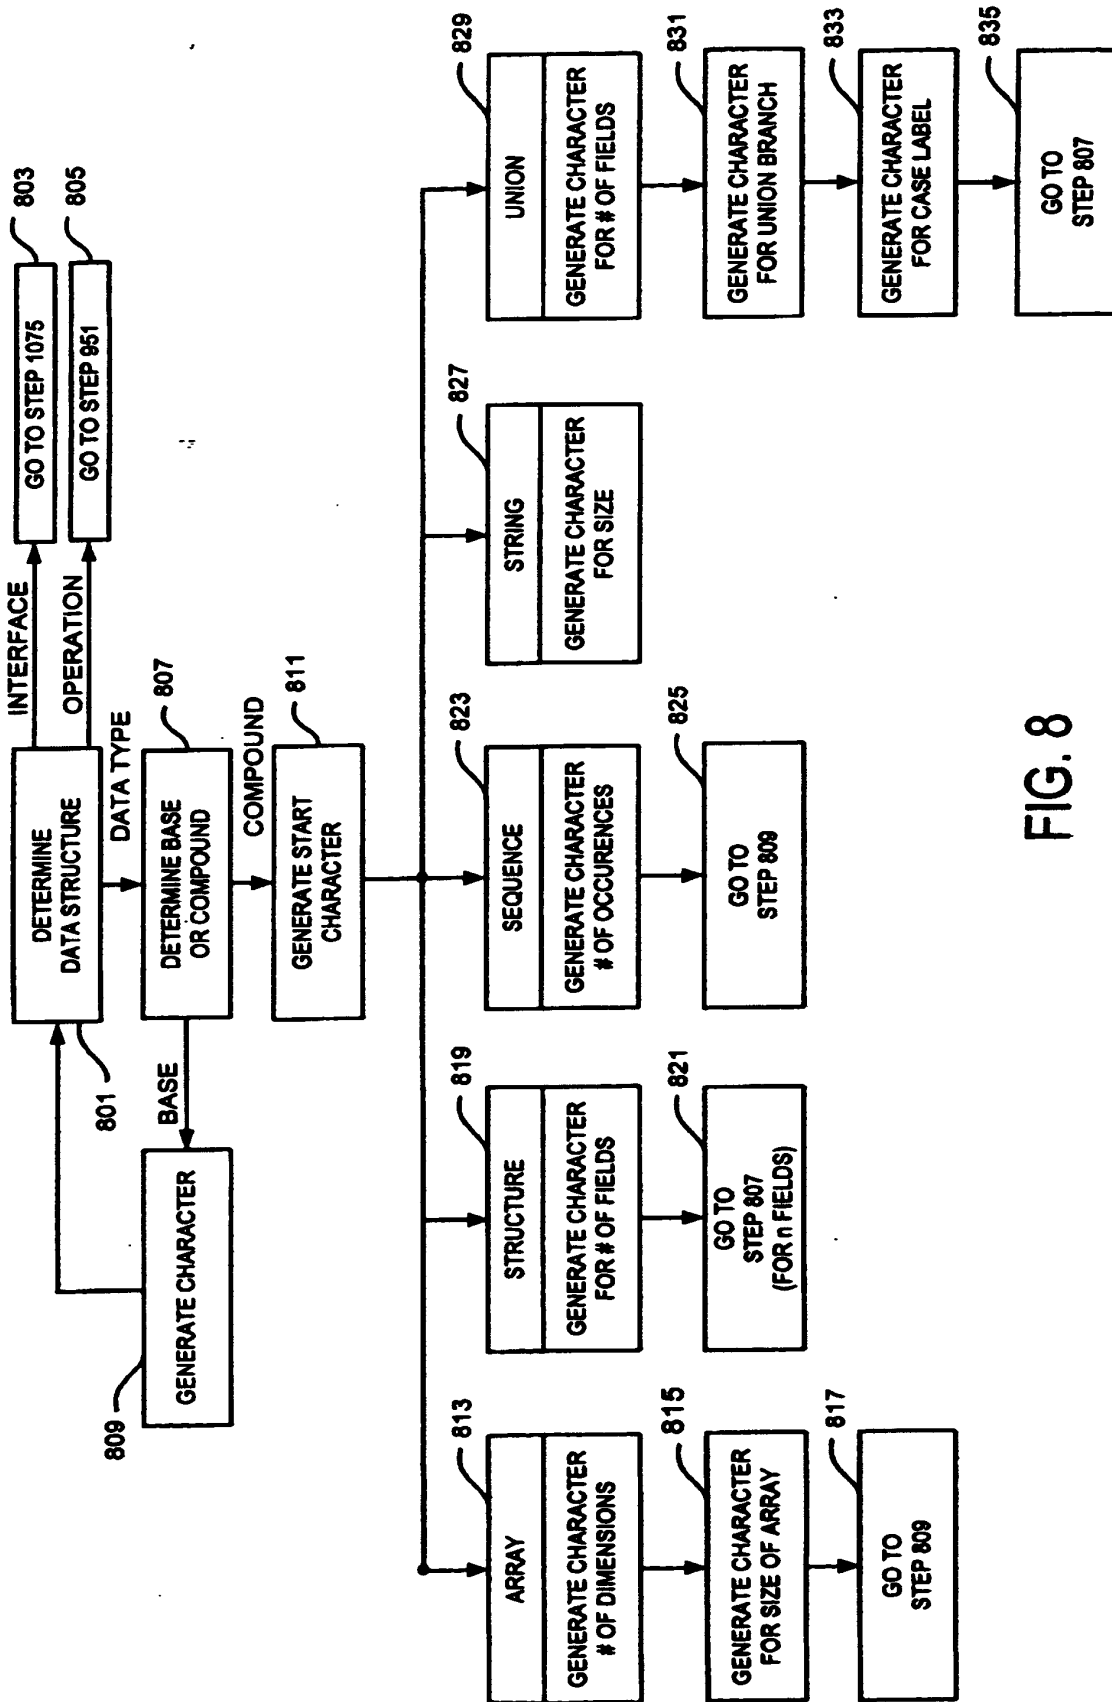 INTERFACE
GO TO STEP 1075
803
DETERMINE
DATA STRUCTURE
801
OPERATION
GO TO STEP 951
805
DATA TYPE
809
GENERATE CHARACTER
BASE
DETERMINE BASE
OR COMPOUND
807
COMPOUND
GENERATE START
CHARACTER
811
ARRAY
GENERATE CHARACTER
# OF DIMENSIONS
813
GENERATE CHARACTER
FOR SIZE OF ARRAY
815
GO TO
STEP 809
817
STRUCTURE
GENERATE CHARACTER
FOR # OF FIELDS
819
GO TO
STEP 807
(FOR n FIELDS)
821
SEQUENCE
GENERATE CHARACTER
# OF OCCURENCES
823
GO TO
STEP 809
825
STRING
GENERATE CHARACTER
FOR SIZE
827
UNION
GENERATE CHARACTER
FOR # OF FIELDS
829
GENERATE CHARACTER
FOR UNION BRANCH
831
GENERATE CHARACTER
FOR CASE LABEL
833
GO TO
STEP 807
835
FIG. 8